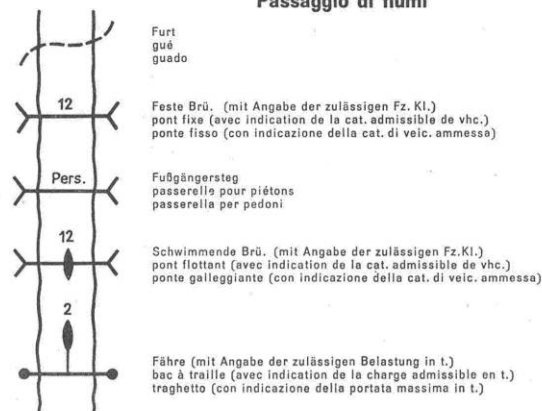 Passaggio di fiumi
Furt
gué
guado
12
Feste Brü. (mit Angabe der zulässigen Fz. Kl.)
pont fixe (avec indication de la cat. admissible de vhc.)
ponte fisso (con indicazione della cat. di veic. ammessa)
Pers.
Fußgängersteg
passerelle pour piétons
passerella per pedoni
12
Schwimmende Brü. (mit Angabe der zulässigen Fz. Kl.)
pont flottant (avec indication de la cat. admissible de vhc.)
ponte galleggiante (con indicazione della cat. di veic. ammessa)
2
Fähre (mit Angabe der zulässigen Belastung in t.)
bac à traille (avec indication de la charge admissible en t.)
traghetto (con indicazione della portata massima in t.)